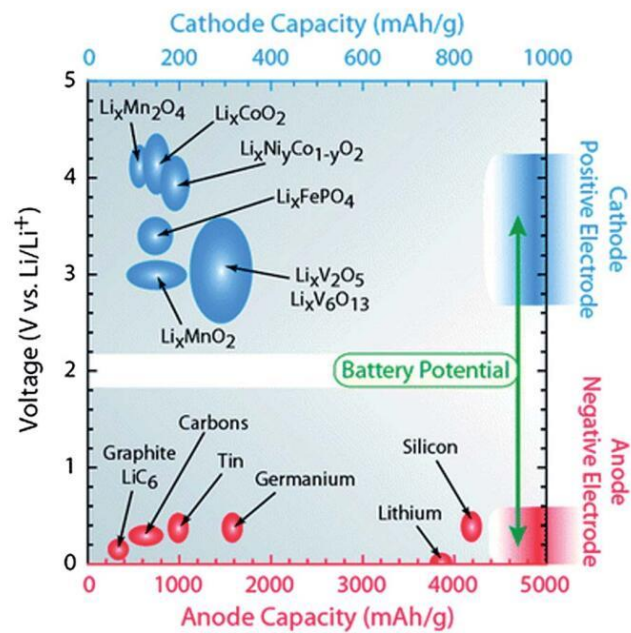 Cathode Capacity (mAh/g)
0 200 400 600 800 1000
5
4
3
2
1
0
Voltage (V vs. Li/Li⁺)
LiₓMn₂O₄
LiₓCoO₂
LiₓNiᵧCo₁₋ᵧO₂
LiₓFePO₄
LiₓV₂O₅
LiₓV₆O₁₃
LiₓMnO₂
Cathode
Positive Electrode
Battery Potential
Anode
Negative Electrode
Carbons
Graphite
LiC₆
Tin
Germanium
Silicon
Lithium
0 1000 2000 3000 4000 5000
Anode Capacity (mAh/g)